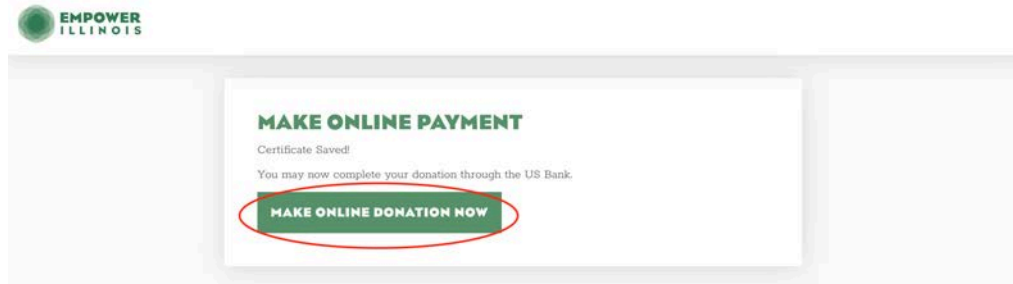 EMPOWER
ILLINOIS
MAKE ONLINE PAYMENT
Certificate Saved!
You may now complete your donation through the US Bank.
MAKE ONLINE DONATION NOW